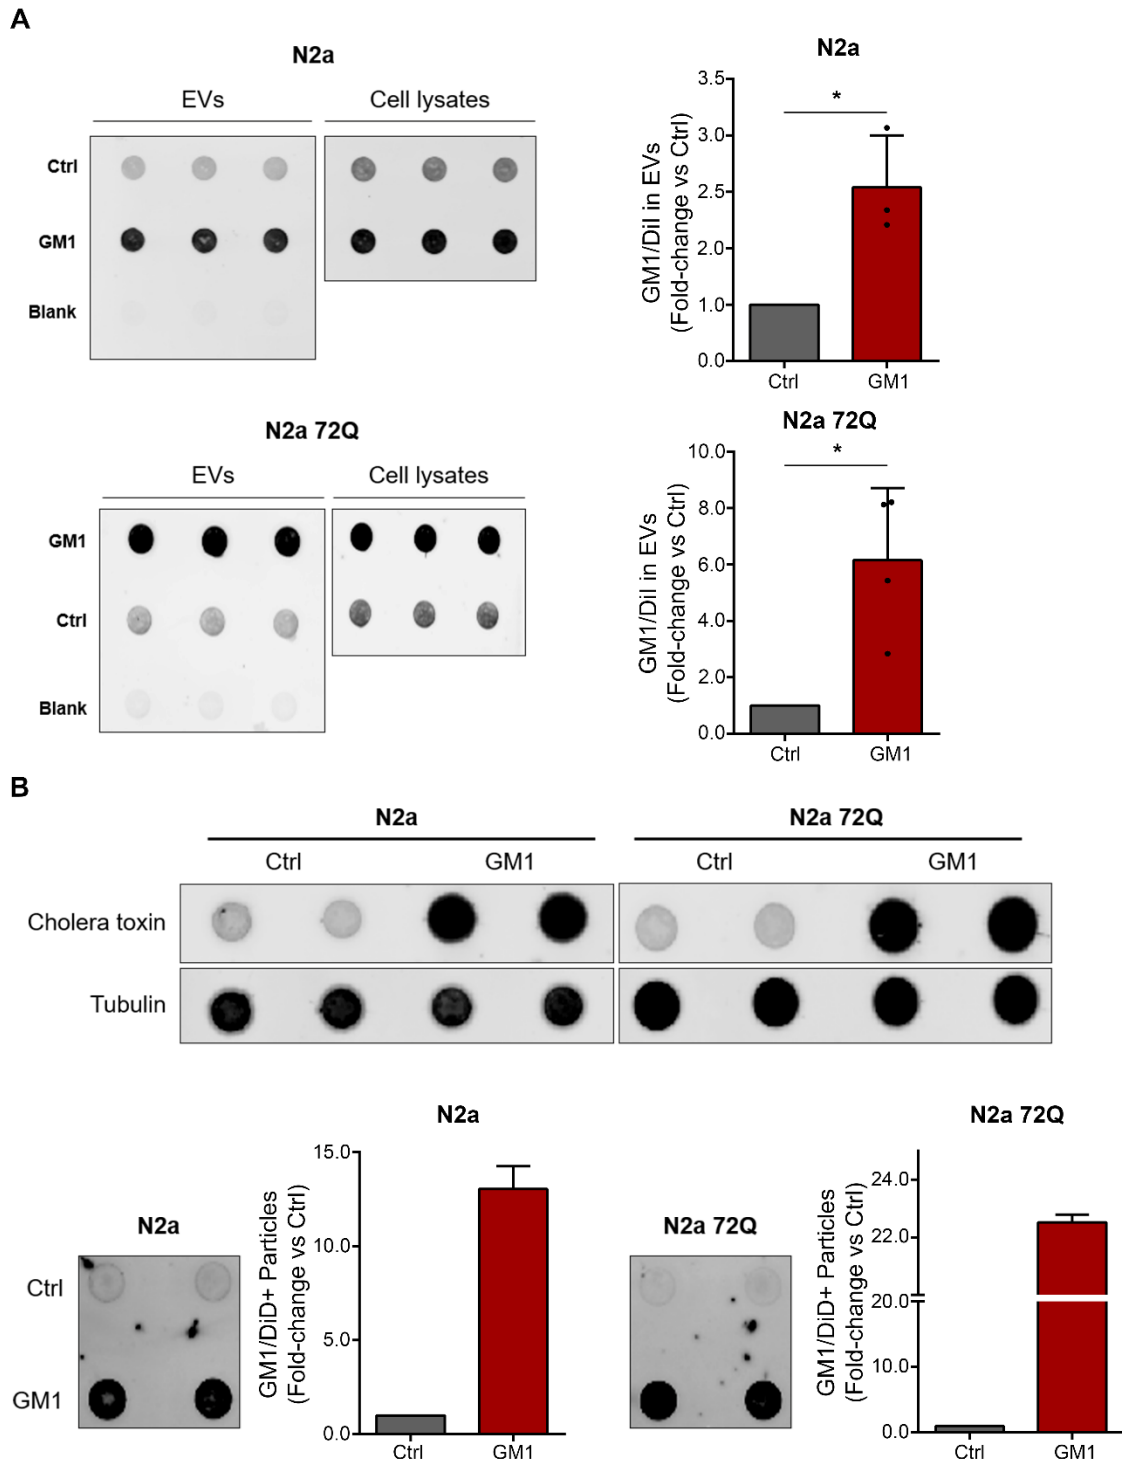 A
N2a
EVs
Cell lysates
Ctrl
GM1
Blank
N2a
*
GM1/DiI in EVs
(Fold-change vs Ctrl)
3.5
3.0
2.5
2.0
1.0
0.0
Ctrl
GM1
N2a 72Q
EVs
Cell lysates
GM1
Ctrl
Blank
N2a 72Q
*
GM1/DiI in EVs
(Fold-change vs Ctrl)
10.0
8.0
6.0
4.0
2.0
0.0
Ctrl
GM1
B
N2a
N2a 72Q
Ctrl
GM1
Ctrl
GM1
Cholera toxin
Tubulin
N2a
Ctrl
GM1
N2a
GM1/DiD+ Particles
(Fold-change vs Ctrl)
15.0
10.0
5.0
0.0
Ctrl
GM1
N2a 72Q
N2a 72Q
GM1/DiD+ Particles
(Fold-change vs Ctrl)
24.0
22.0
20.0
10.0
0.0
Ctrl
GM1